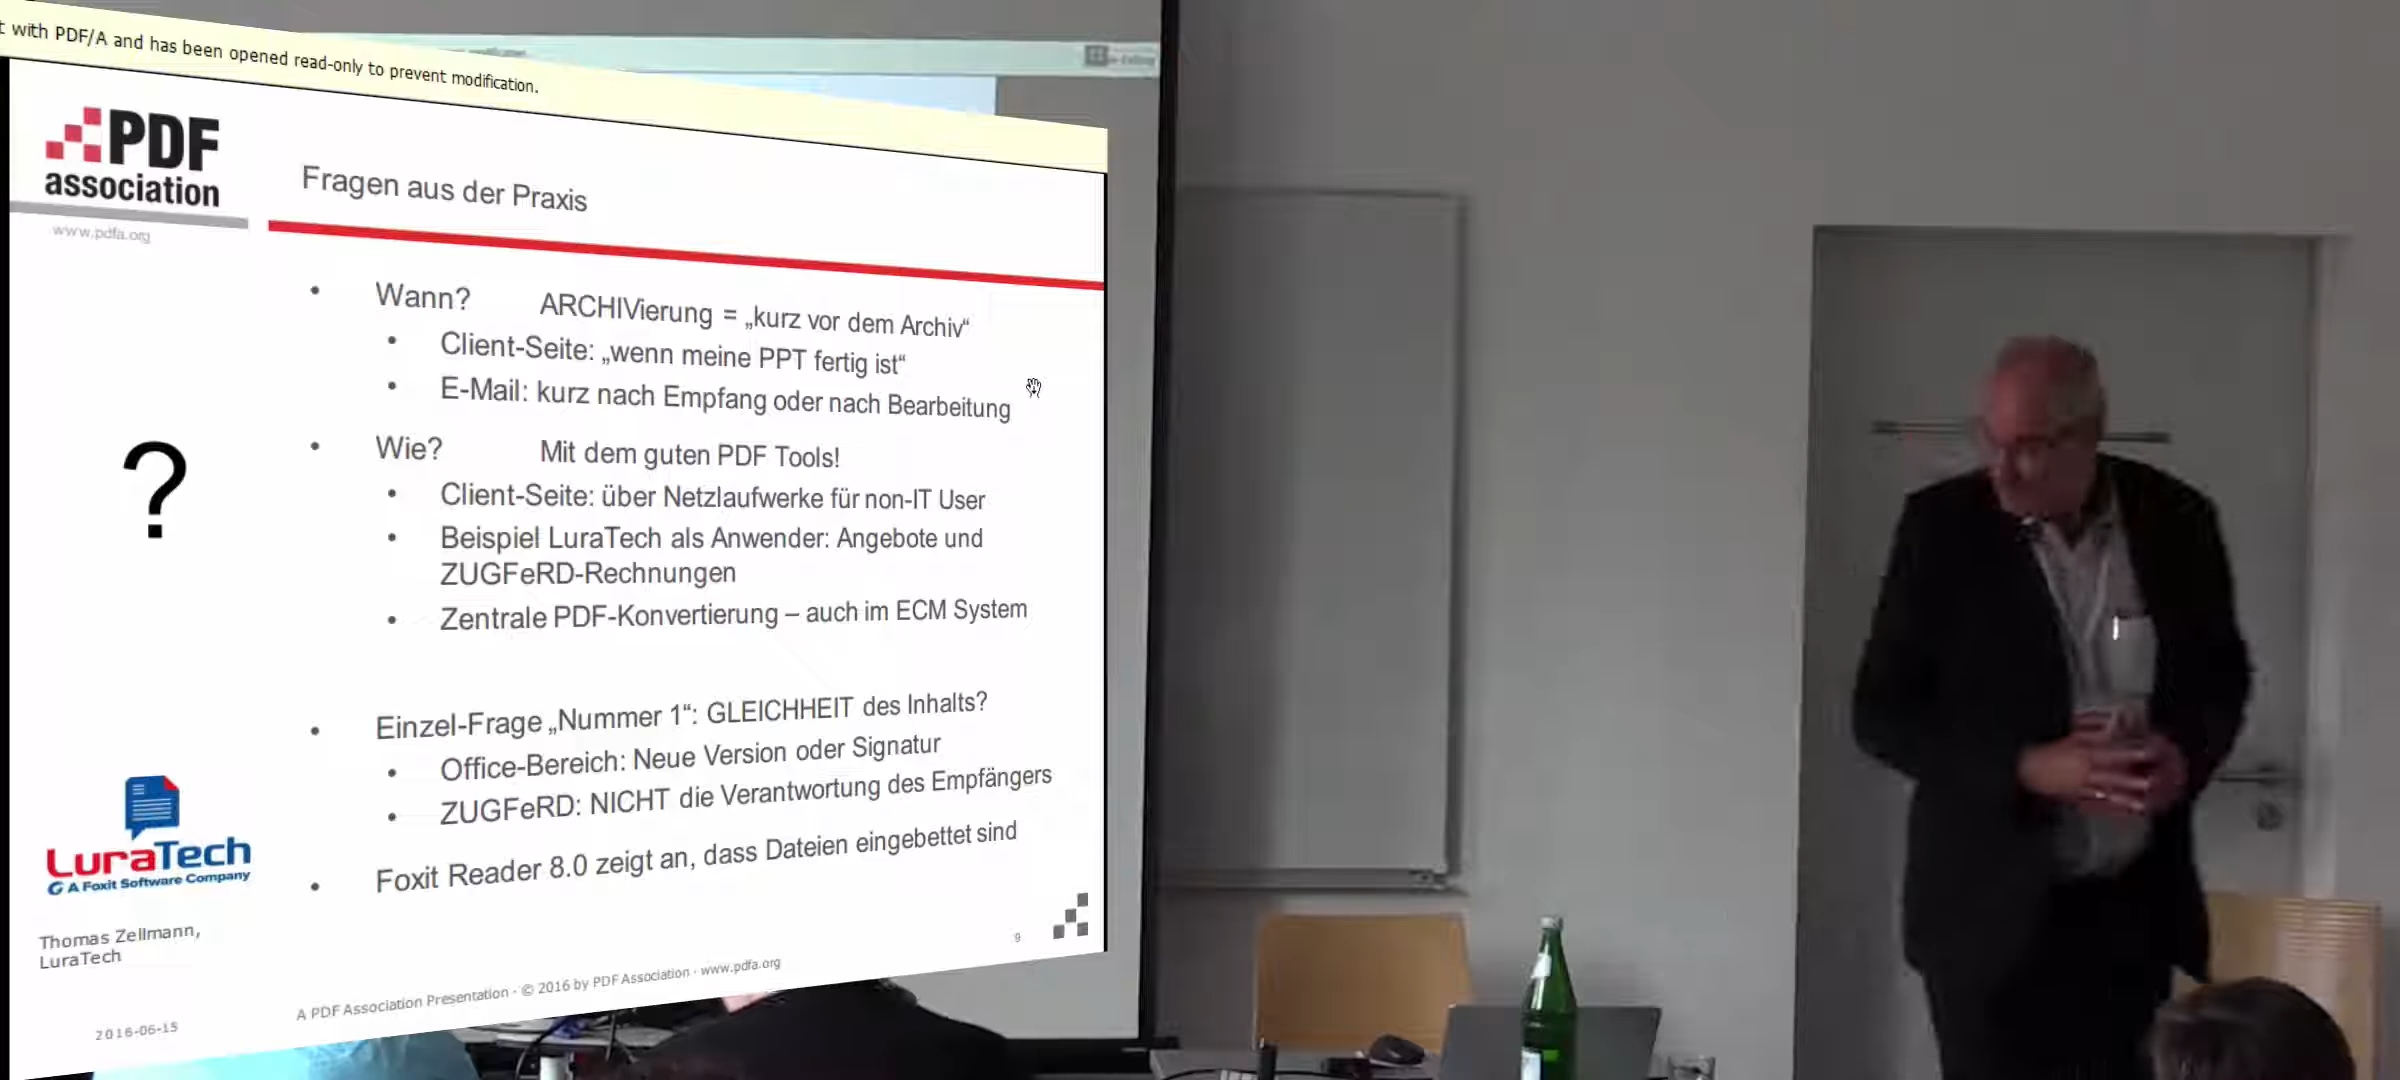 t with PDF/A and has been opened read-only to prevent modification.
PDF
association
www.pdfa.org
Fragen aus der Praxis
• Wann? ARCHIVierung = „kurz vor dem Archiv“
• Client-Seite: „wenn meine PPT fertig ist“
• E-Mail: kurz nach Empfang oder nach Bearbeitung
• Wie? Mit dem guten PDF Tools!
• Client-Seite: über Netzlaufwerke für non-IT User
• Beispiel LuraTech als Anwender: Angebote und
ZUGFeRD-Rechnungen
• Zentrale PDF-Konvertierung – auch im ECM System
?
• Einzel-Frage „Nummer 1“: GLEICHHEIT des Inhalts?
• Office-Bereich: Neue Version oder Signatur
• ZUGFeRD: NICHT die Verantwortung des Empfängers
• Foxit Reader 8.0 zeigt an, dass Dateien eingebettet sind
LuraTech
A Foxit Software Company
Thomas Zellmann,
LuraTech
9
A PDF Association Presentation · © 2016 by PDF Association · www.pdfa.org
2016-06-15